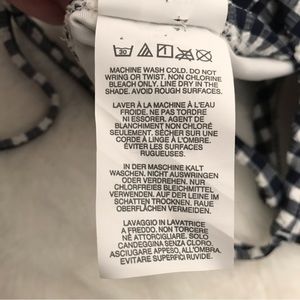 30
MACHINE WASH COLD. DO NOT
WRING OR TWIST. NON CHLORINE
BLEACH ONLY. LINE DRY IN THE
SHADE. AVOID ROUGH SURFACES.
LAVER À LA MACHINE À L'EAU
FROIDE. NE PAS TORDRE
NI ESSORER. AGENT DE
BLANCHIMENT NON CHLORÉ
SEULEMENT. SÉCHER SUR UNE
CORDE À LINGE À L'OMBRE.
ÉVITER LES SURFACES
RUGUEUSES.
IN DER MASCHINE KALT
WASCHEN. NICHT AUSWRINGEN
ODER VERDREHEN. NUR
CHLORFREIES BLEICHMITTEL
VERWENDEN. AUF DER LEINE IM
SCHATTEN TROCKNEN. RAUE
OBERFLÄCHEN VERMEIDEN.
LAVAGGIO IN LAVATRICE
A FREDDO. NON TORCERE
NÉ ATTORCIGLIARE. SOLO
CANDEGGINA SENZA CLORO.
ASCIUGARE APPESO, ALL'OMBRA.
EVITARE SUPERFICI RUVIDE.